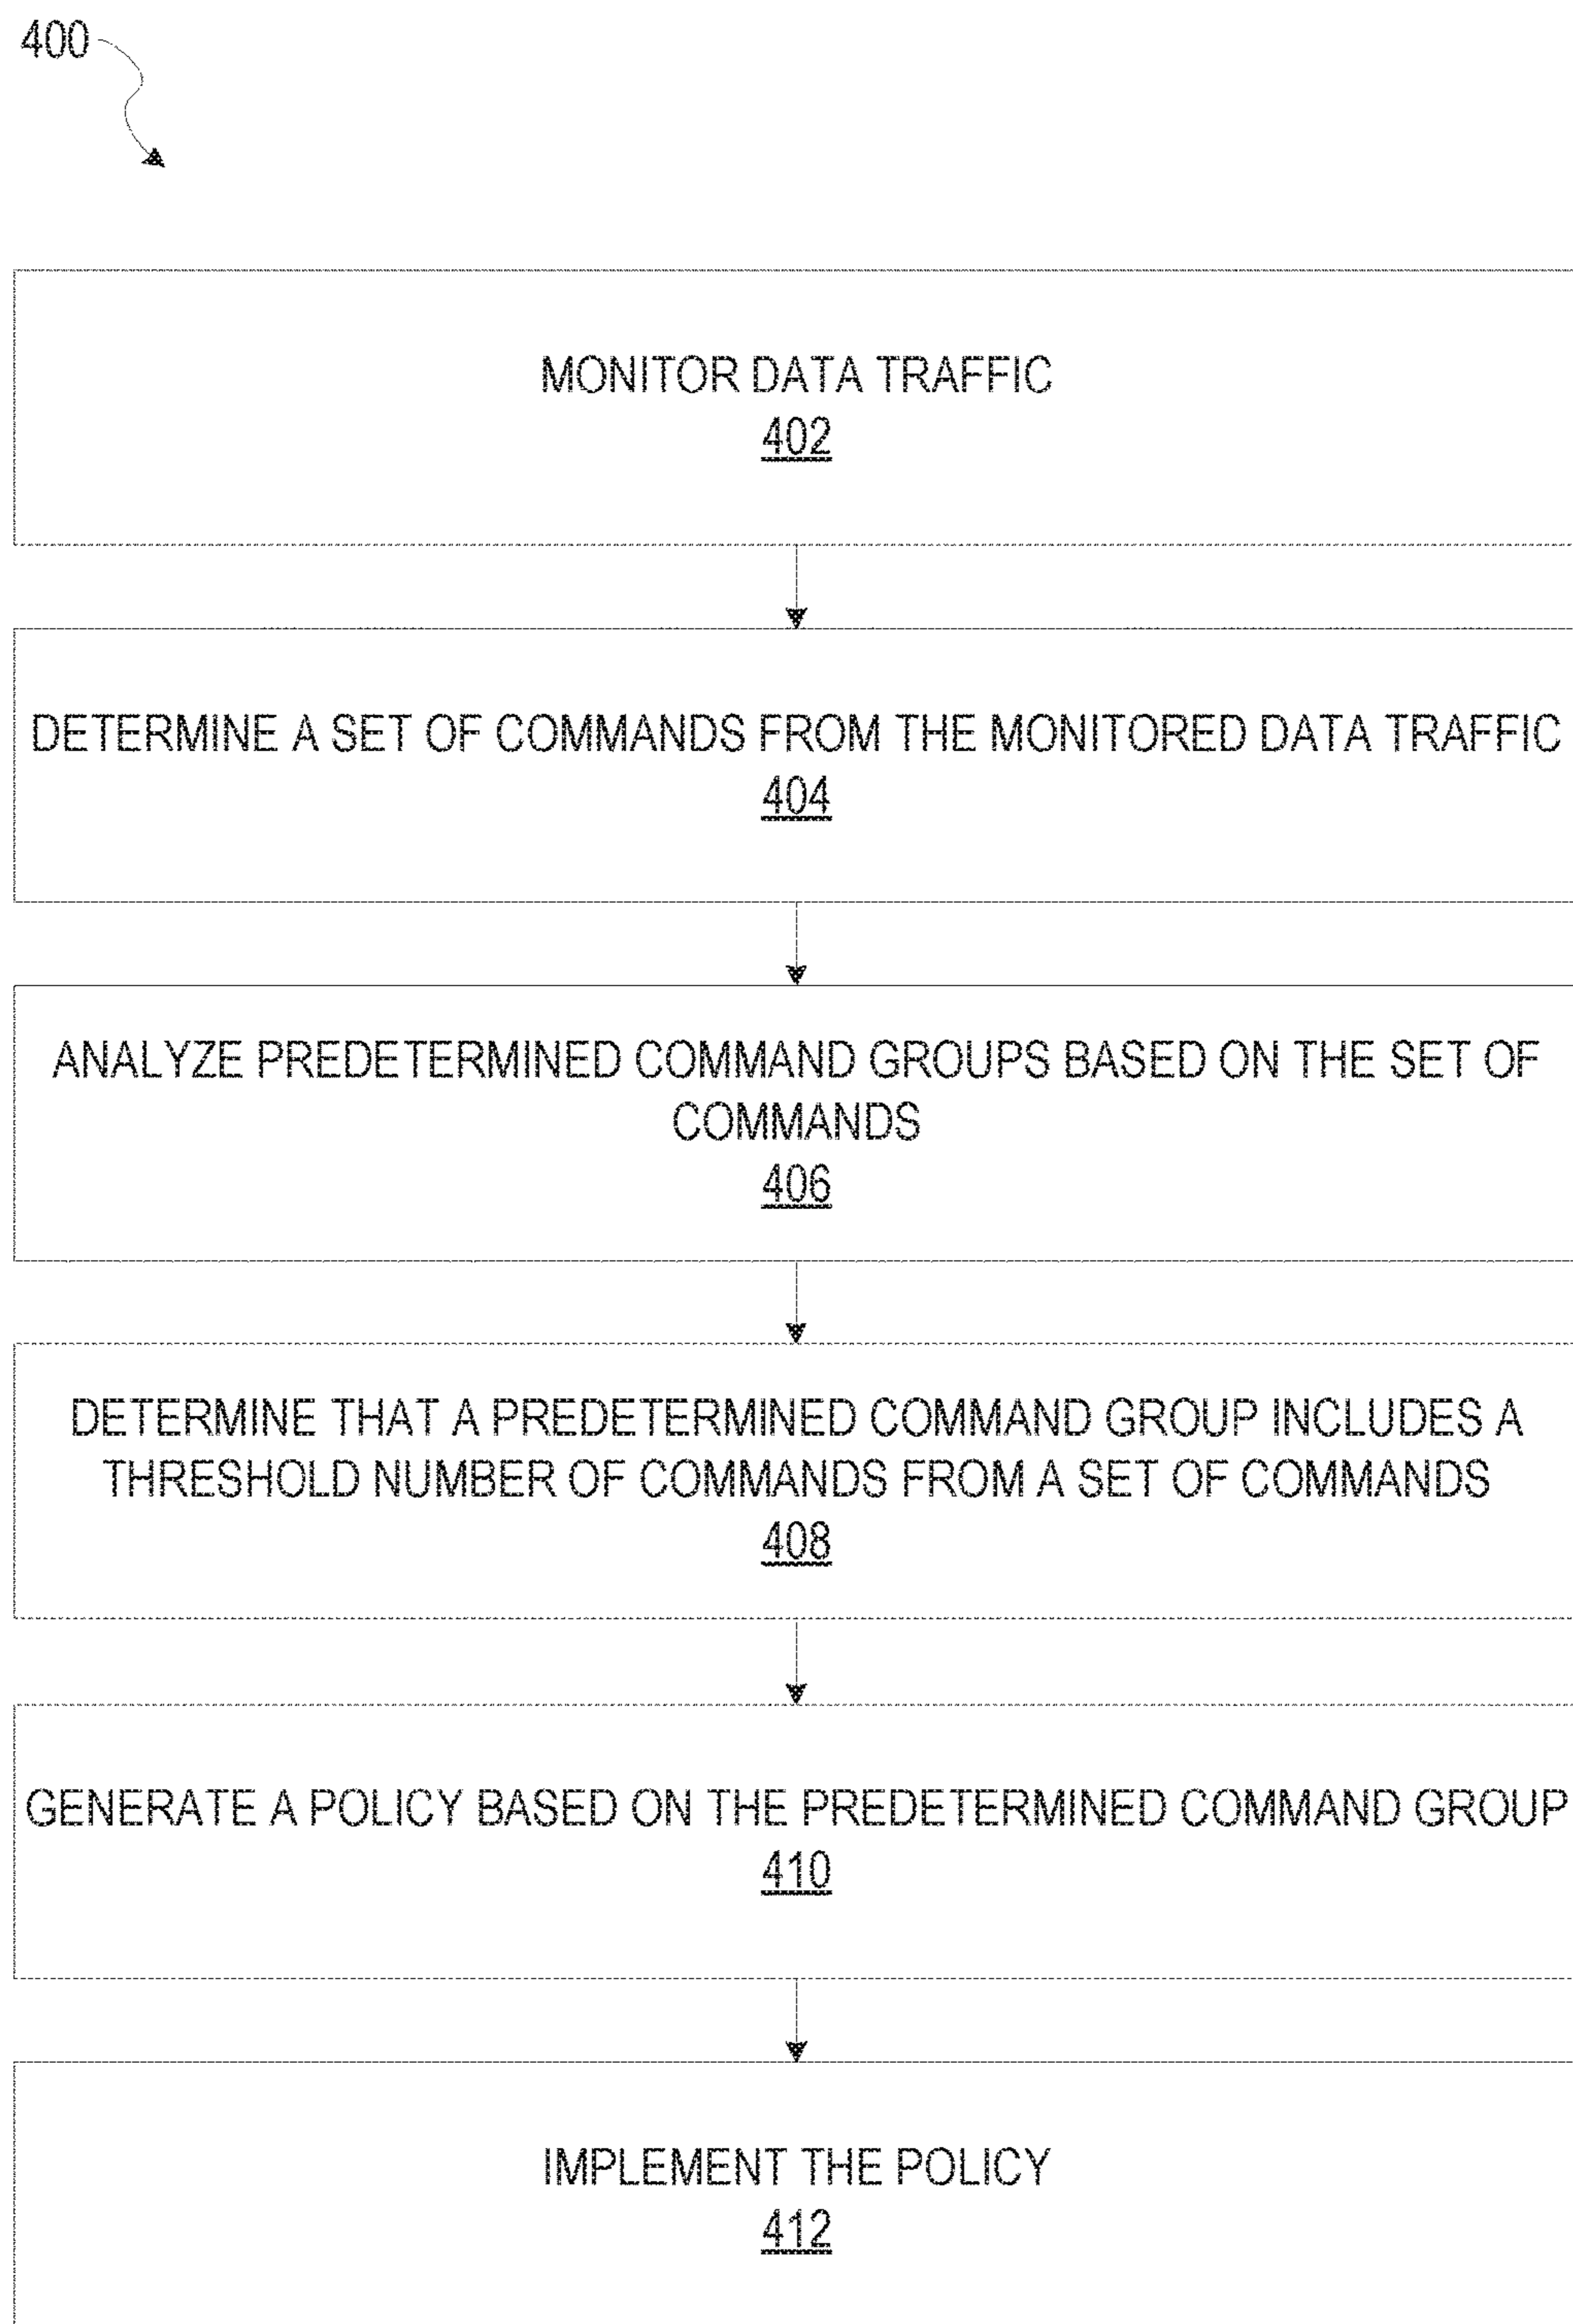 400
MONITOR DATA TRAFFIC
402
DETERMINE A SET OF COMMANDS FROM THE MONITORED DATA TRAFFIC
404
ANALYZE PREDETERMINED COMMAND GROUPS BASED ON THE SET OF
COMMANDS
406
DETERMINE THAT A PREDETERMINED COMMAND GROUP INCLUDES A
THRESHOLD NUMBER OF COMMANDS FROM A SET OF COMMANDS
408
GENERATE A POLICY BASED ON THE PREDETERMINED COMMAND GROUP
410
IMPLEMENT THE POLICY
412